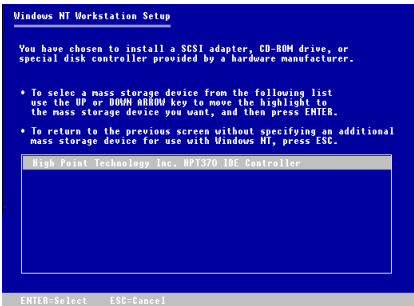 Windows NT Workstation Setup
You have chosen to install a SCSI adapter, CD-ROM drive, or
special disk controller provided by a hardware manufacturer.
• To selec a mass storage device from the following list
use the UP or DOWN ARROW key to move the highlight to
the mass storage device you want, and then press ENTER.
• To return to the previous screen without specifying an additional
mass storage device for use with Windows NT, press ESC.
High Point Technology Inc. HPT370 IDE Controller
ENTER=Select ESC=Cancel